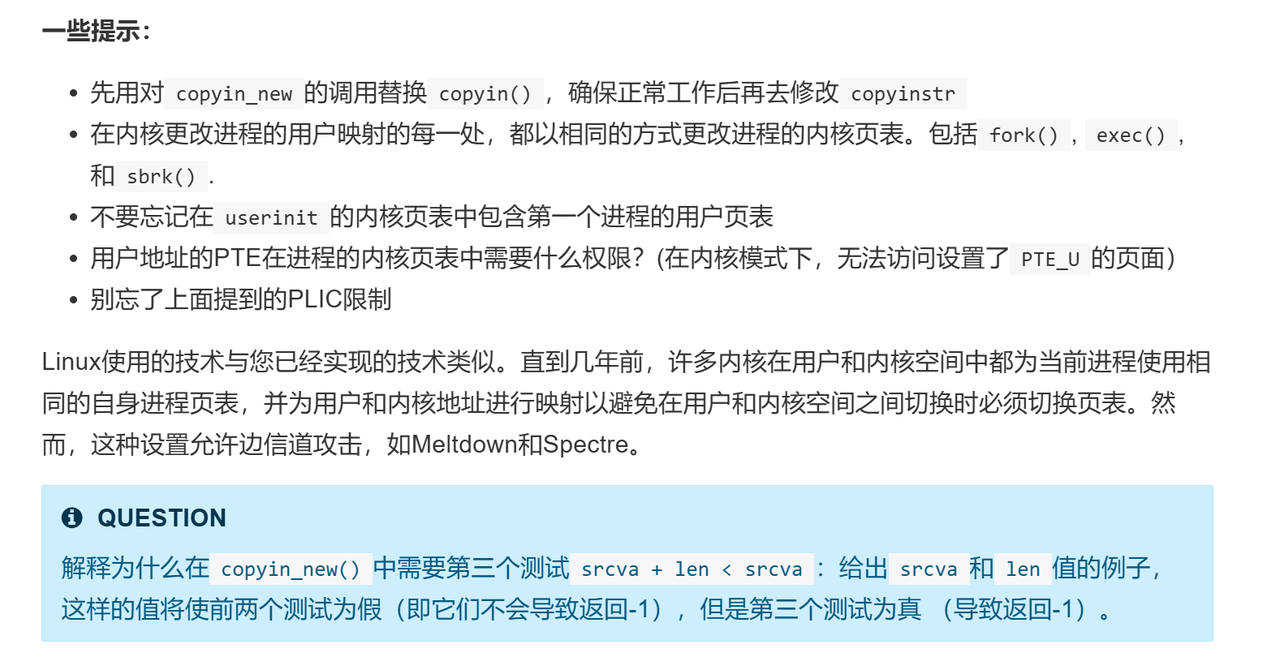 一些提示：
先用对 copyin_new 的调用替换 copyin() ，确保正常工作后再去修改 copyinstr
在内核更改进程的用户映射的每一处，都以相同的方式更改进程的内核页表。包括 fork() , exec() ,
和 sbrk() .
不要忘记在 userinit 的内核页表中包含第一个进程的用户页表
用户地址的PTE在进程的内核页表中需要什么权限？(在内核模式下，无法访问设置了 PTE_U 的页面）
别忘了上面提到的PLIC限制
Linux使用的技术与您已经实现的技术类似。直到几年前，许多内核在用户和内核空间中都为当前进程使用相
同的自身进程页表，并为用户和内核地址进行映射以避免在用户和内核空间之间切换时必须切换页表。然
而，这种设置允许边信道攻击，如Meltdown和Spectre。
QUESTION
解释为什么在 copyin_new() 中需要第三个测试 srcva + len < srcva ：给出 srcva 和 len 值的例子，
这样的值将使前两个测试为假（即它们不会导致返回-1），但是第三个测试为真 （导致返回-1）。